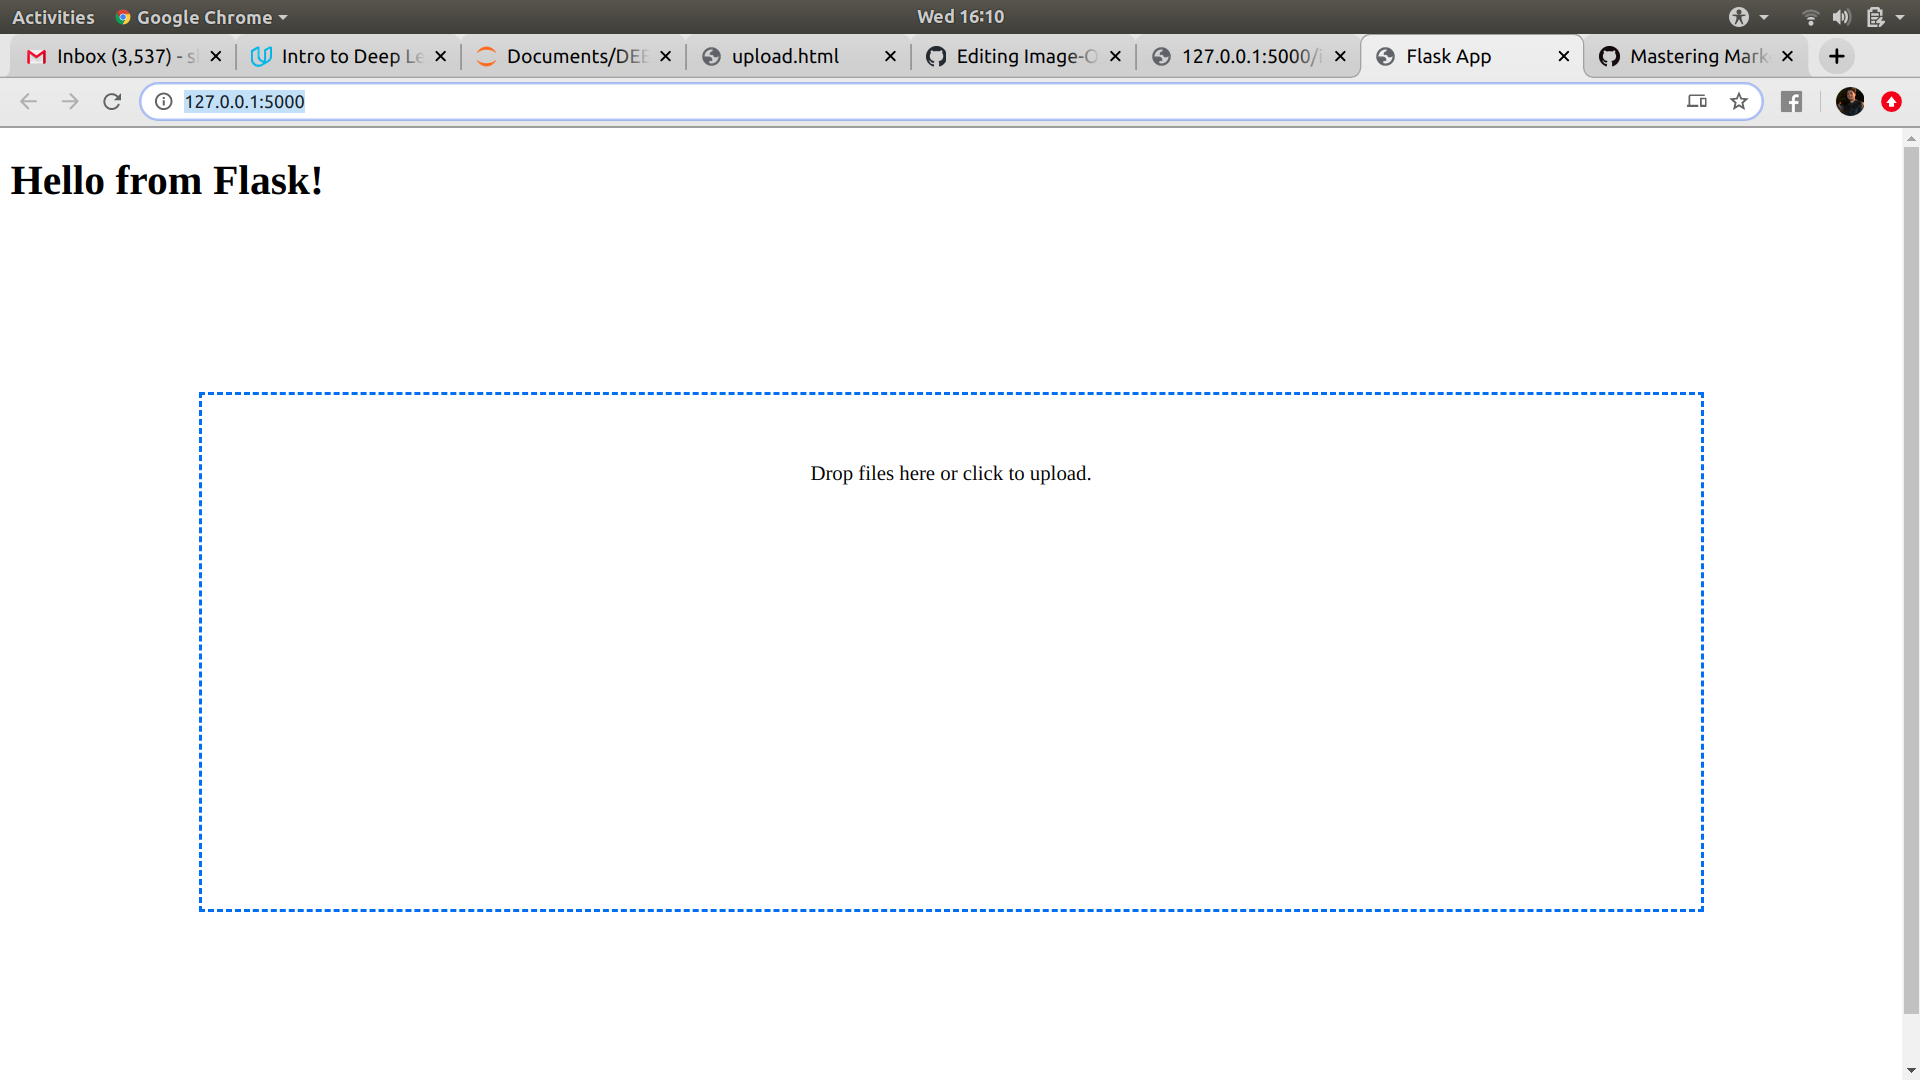 Activities Google Chrome Wed 16:10
Inbox (3,537) - Intro to Deep Documents/DEE upload.html Editing Image- 127.0.0.1:5000/ Flask App Mastering Mark
127.0.0.1:5000
Hello from Flask!
Drop files here or click to upload.